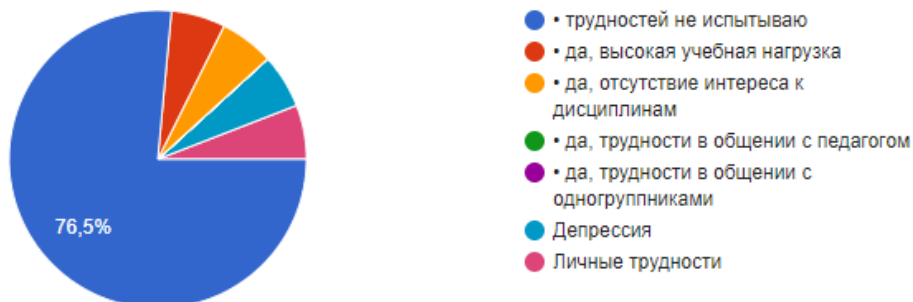 • трудностей не испытываю
• да, высокая учебная нагрузка
• да, отсутствие интереса к
дисциплинам
• да, трудности в общении с педагогом
• да, трудности в общении с
одногруппниками
Депрессия
Личные трудности
76,5%